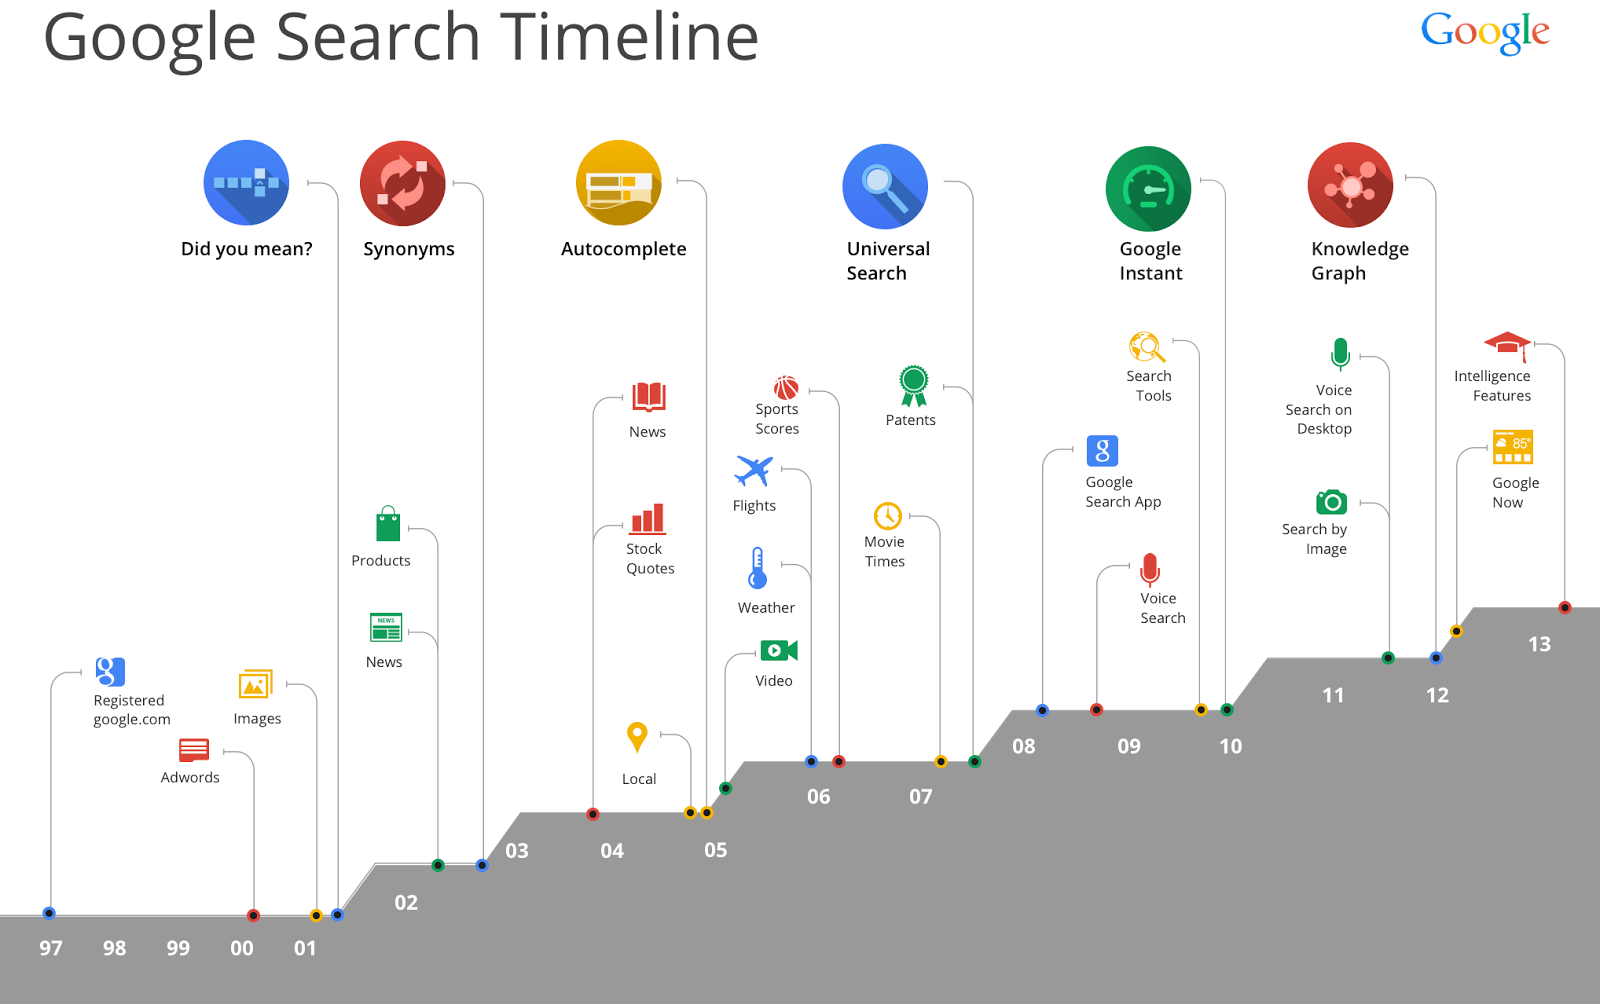 Google Search Timeline
Google
Did you mean?
Synonyms
Autocomplete
Universal
Search
Google
Instant
Knowledge
Graph
Search
Tools
Voice
Search on
Desktop
Intelligence
Features
News
Sports
Scores
Patents
g
Google
Search App
85°
Google
Now
Flights
Products
Stock
Quotes
Movie
Times
Search by
Image
Weather
Voice
Search
NEWS
News
Video
g
Registered
google.com
Images
Adwords
Local
97
98
99
00
01
02
03
04
05
06
07
08
09
10
11
12
13